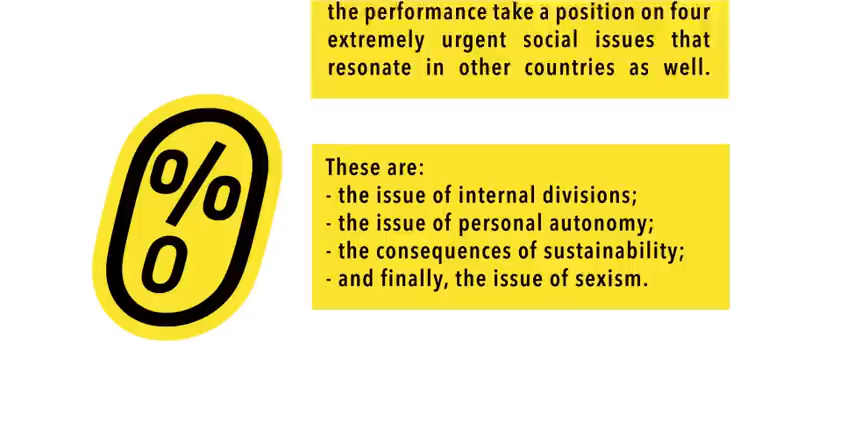 the performance take a position on four
extremely urgent social issues that
resonate in other countries as well.
%
0
These are:
- the issue of internal divisions;
- the issue of personal autonomy;
- the consequences of sustainability;
- and finally, the issue of sexism.